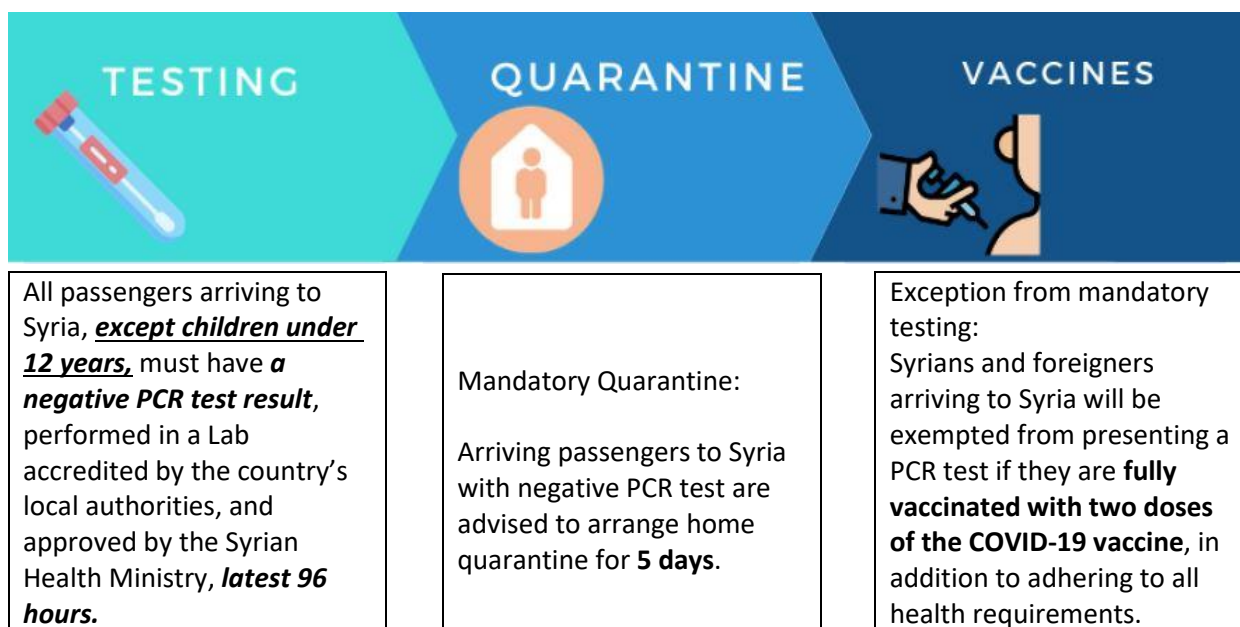 TESTING
QUARANTINE
VACCINES
All passengers arriving to
Syria, except children under
12 years, must have a
negative PCR test result,
performed in a Lab
accredited by the country’s
local authorities, and
approved by the Syrian
Health Ministry, latest 96
hours.
Mandatory Quarantine:
Arriving passengers to Syria
with negative PCR test are
advised to arrange home
quarantine for 5 days.
Exception from mandatory
testing:
Syrians and foreigners
arriving to Syria will be
exempted from presenting a
PCR test if they are fully
vaccinated with two doses
of the COVID-19 vaccine, in
addition to adhering to all
health requirements.